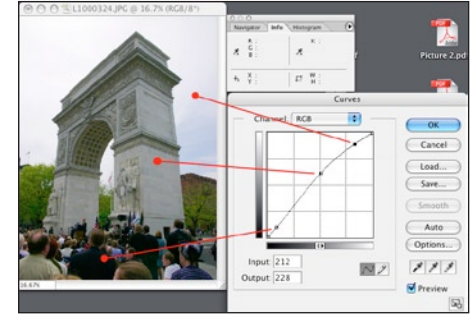 L1000324.JPG @ 16.7% (RGB/8*)
Navigator Info Histogram
R :
G :
B :
K :
X :
Y :
W :
H :
Picture 2.pd
Curves
Channel: RGB
OK
Cancel
Load...
Save...
Smooth
Auto
Options...
Input: 212
Output: 228
Preview
16.67%